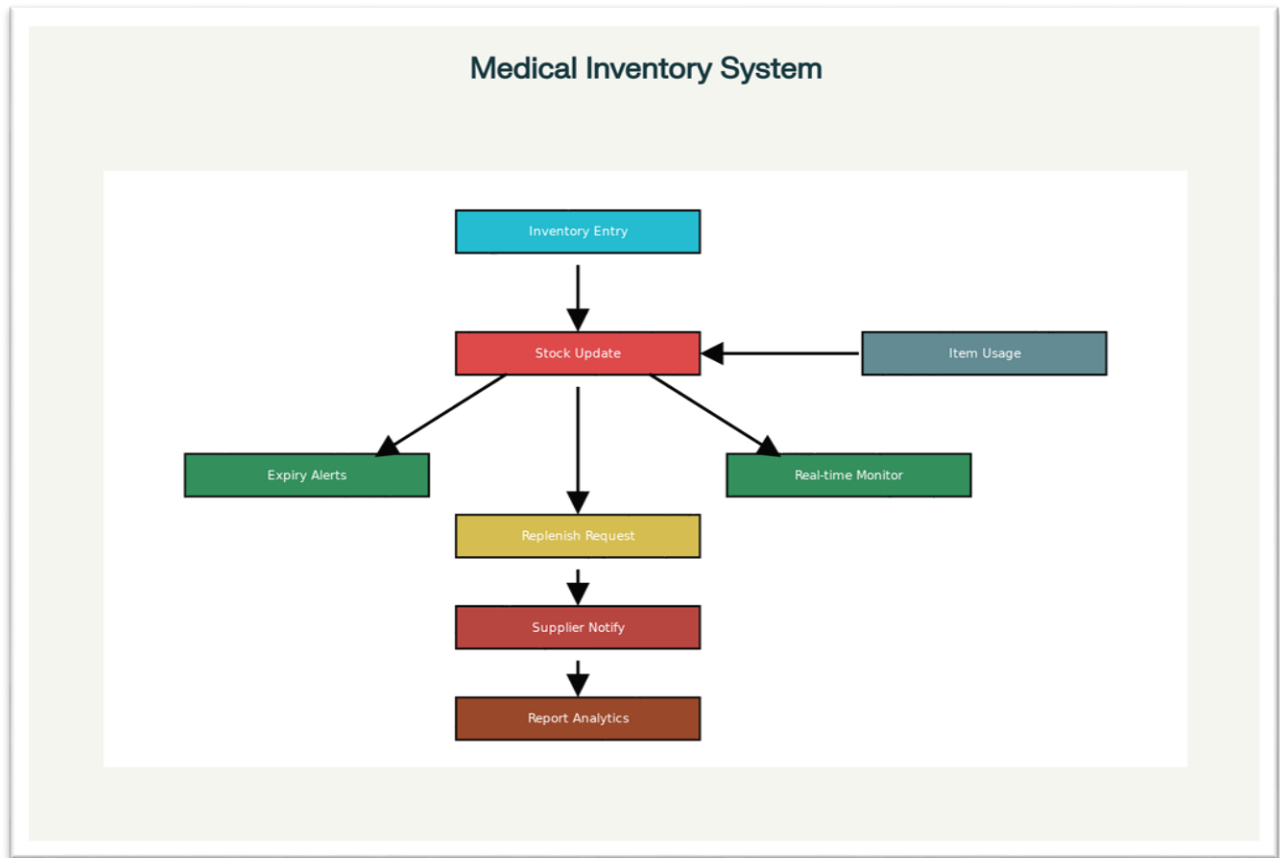 Medical Inventory System
Inventory Entry
Stock Update
Item Usage
Expiry Alerts
Real-time Monitor
Replenish Request
Supplier Notify
Report Analytics